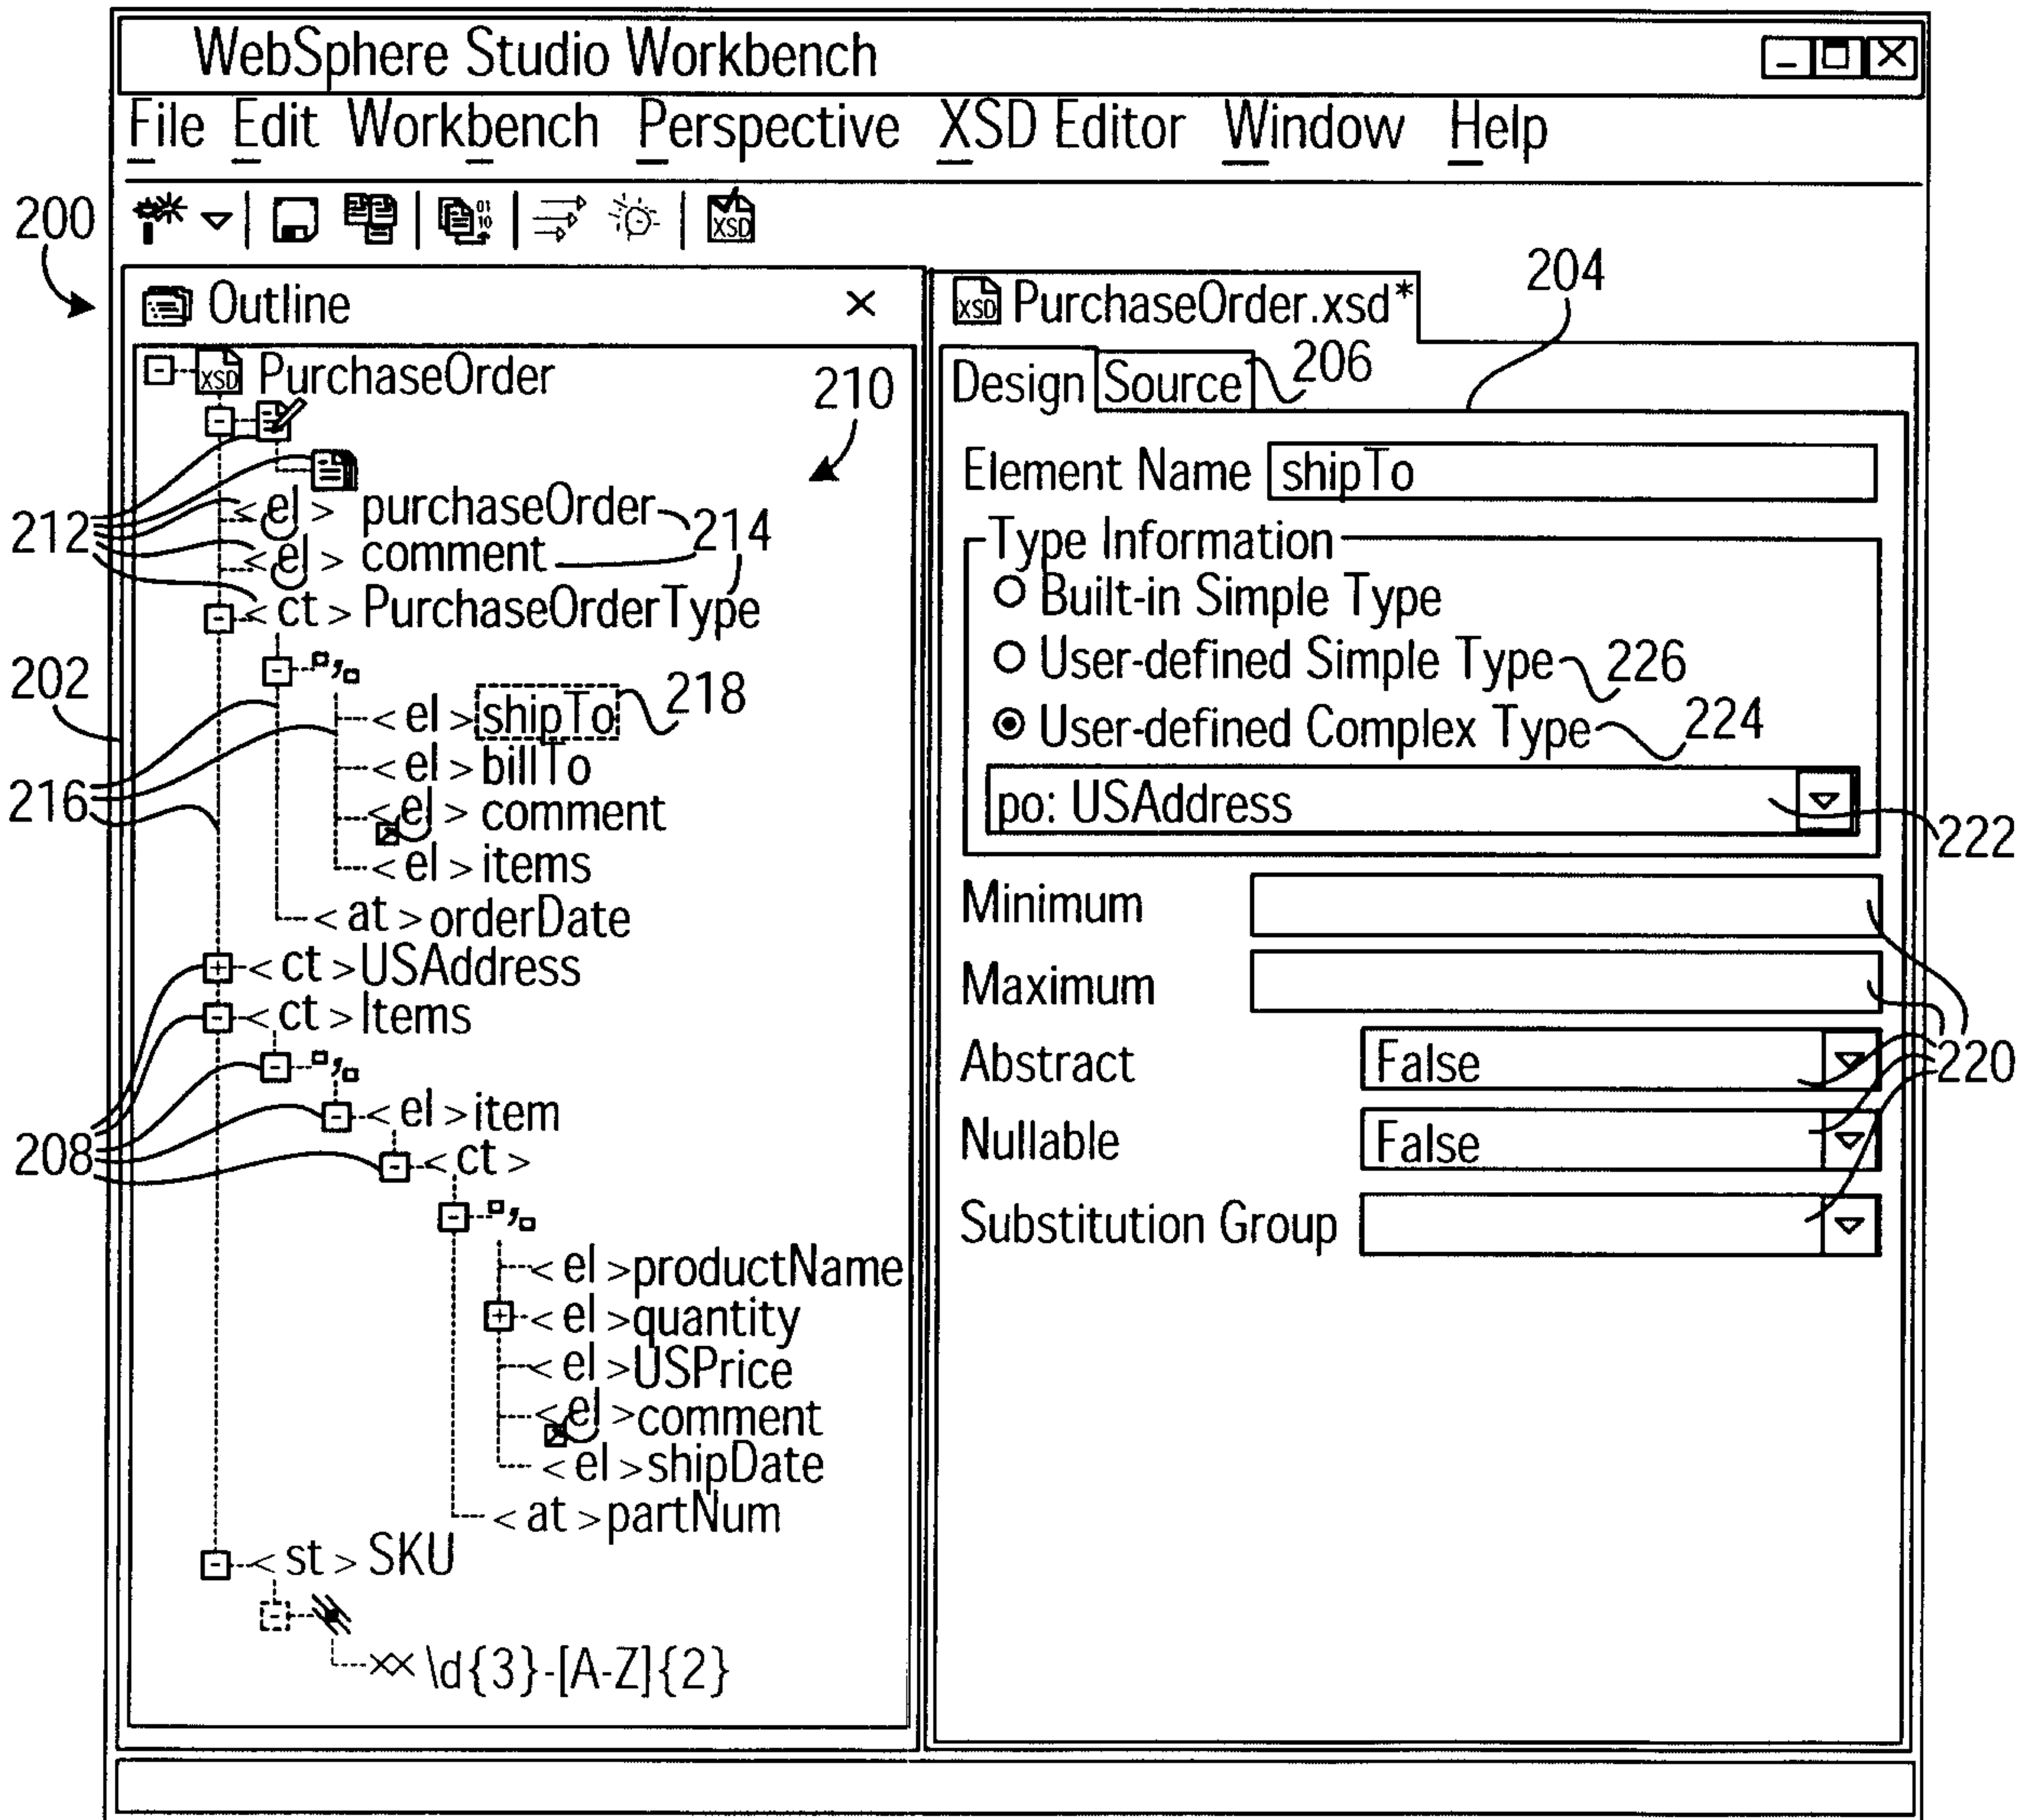 WebSphere Studio Workbench
File Edit Workbench Perspective XSD Editor Window Help
XSD
200
Outline
PurchaseOrder
210
212
<el> purchaseOrder
<el> comment
214
<ct> PurchaseOrderType
202
<el> shipTo
218
<el> billTo
216
<el> comment
<el> items
<at> orderDate
<ct> USAddress
<ct> Items
208
<el> item
<ct>
<el> productName
<el> quantity
<el> USPrice
<el> comment
<el> shipDate
<at> partNum
<st> SKU
\d{3}-[A-Z]{2}
XSD PurchaseOrder.xsd*
204
Design Source
206
Element Name shipTo
Type Information
Built-in Simple Type
User-defined Simple Type
226
User-defined Complex Type
224
po: USAddress
222
Minimum
Maximum
Abstract False
220
Nullable False
Substitution Group